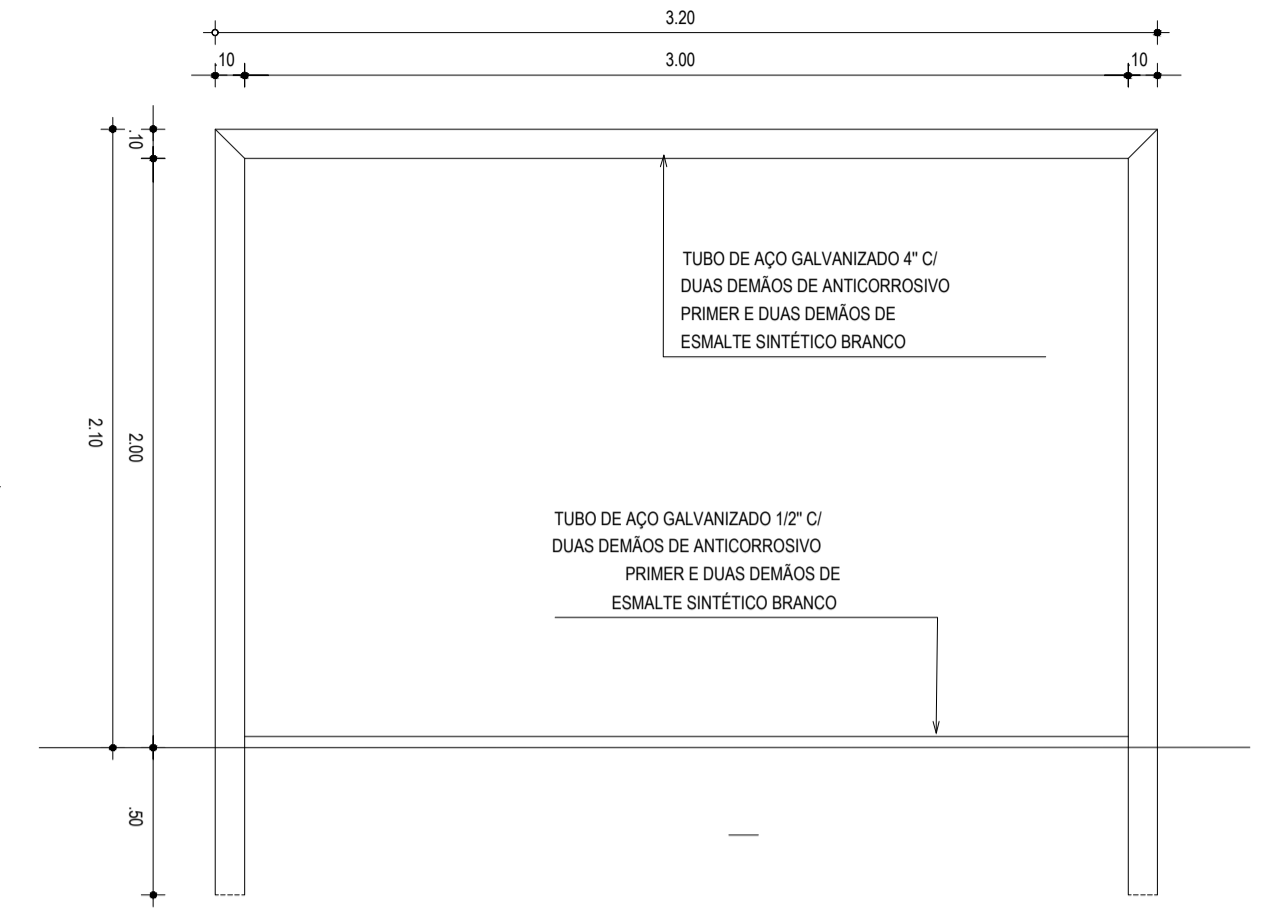 3.20
.10
3.00
.10
.10
2.10
2.00
TUBO DE AÇO GALVANIZADO 4" C/
DUAS DEMÃOS DE ANTICORROSIVO
PRIMER E DUAS DEMÃOS DE
ESMALTE SINTÉTICO BRANCO
TUBO DE AÇO GALVANIZADO 1/2" C/
DUAS DEMÃOS DE ANTICORROSIVO
PRIMER E DUAS DEMÃOS DE
ESMALTE SINTÉTICO BRANCO
.50